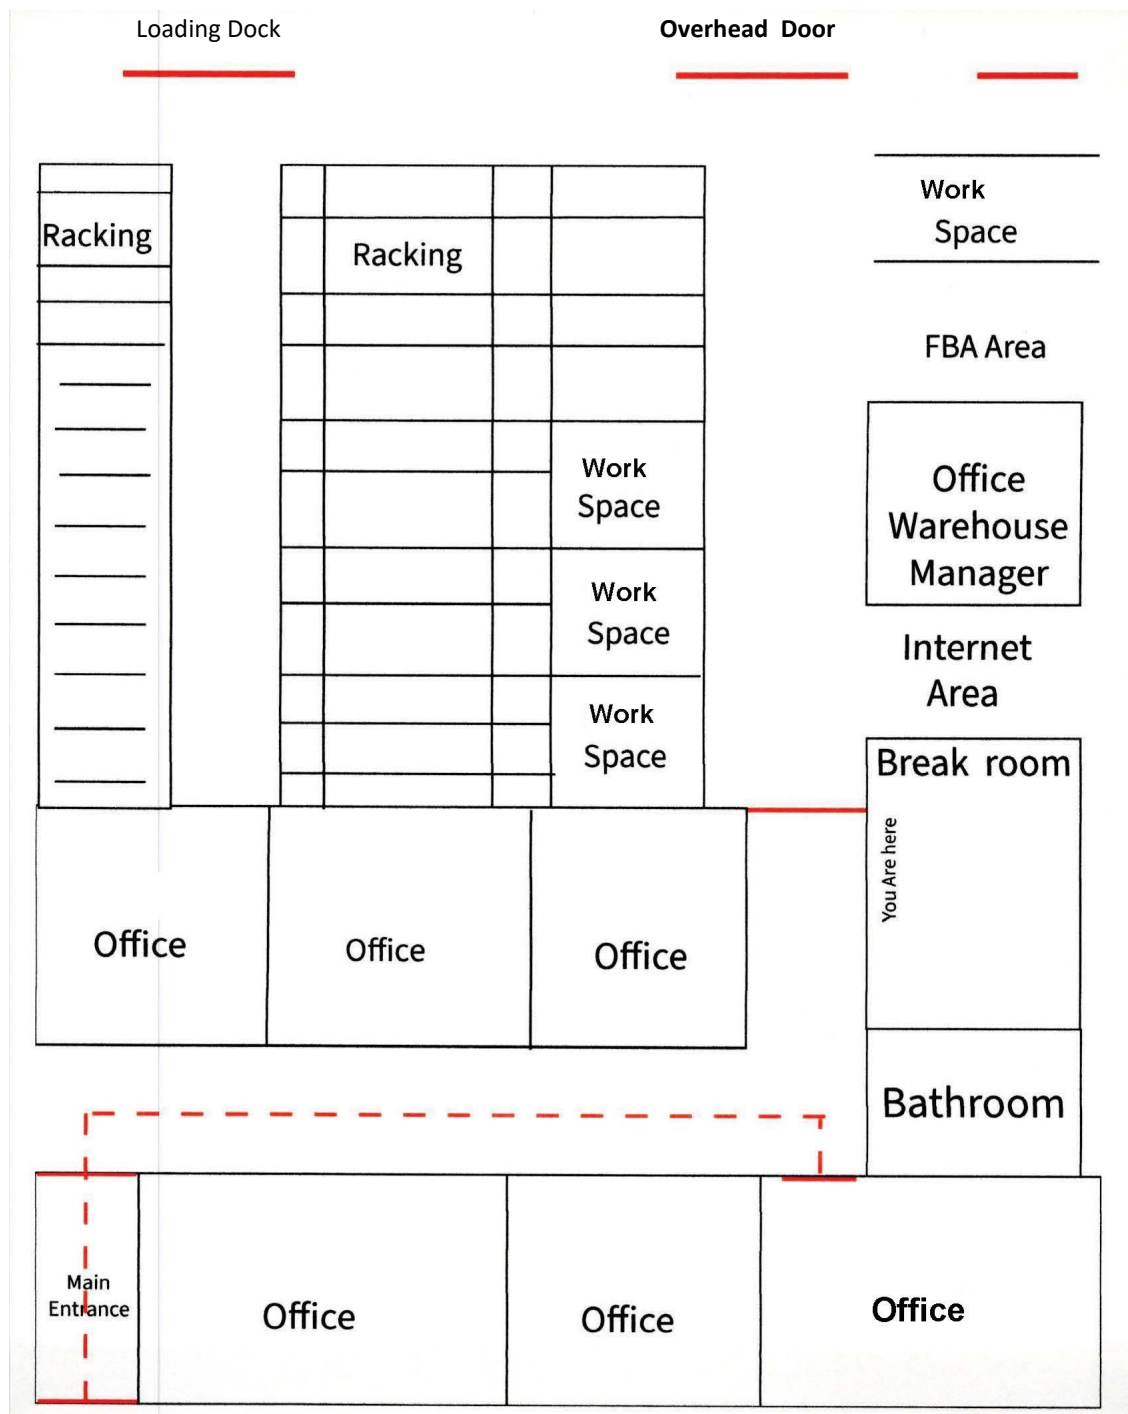 Loading Dock
Overhead Door
Work
Space
Racking
Racking
FBA Area
Work
Space
Office
Warehouse
Manager
Work
Space
Internet
Area
Work
Space
Break room
You Are here
Office
Office
Office
Bathroom
Main
Entrance
Office
Office
Office